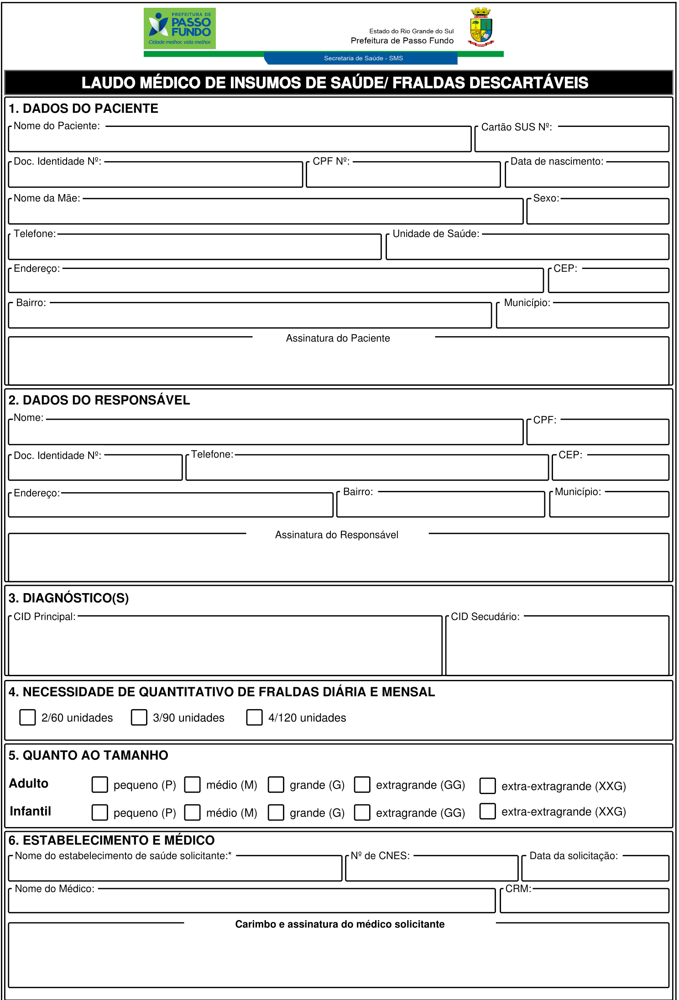 PREFEITURA DE
PASSO
FUNDO
Cidade melhor, vida melhor.
Estado do Rio Grande do Sul
Prefeitura de Passo Fundo
Secretaria de Saúde - SMS
LAUDO MÉDICO DE INSUMOS DE SAÚDE/ FRALDAS DESCARTÁVEIS
1. DADOS DO PACIENTE
Nome do Paciente: Cartão SUS Nº:
Doc. Identidade Nº: CPF Nº: Data de nascimento:
Nome da Mãe: Sexo:
Telefone: Unidade de Saúde:
Endereço: CEP:
Bairro: Município:
Assinatura do Paciente
2. DADOS DO RESPONSÁVEL
Nome: CPF:
Doc. Identidade Nº: Telefone: CEP:
Endereço: Bairro: Município:
Assinatura do Responsável
3. DIAGNÓSTICO(S)
CID Principal: CID Secudário:
4. NECESSIDADE DE QUANTITATIVO DE FRALDAS DIÁRIA E MENSAL
2/60 unidades 3/90 unidades 4/120 unidades
5. QUANTO AO TAMANHO
Adulto pequeno (P) médio (M) grande (G) extragrande (GG) extra-extragrande (XXG)
Infantil pequeno (P) médio (M) grande (G) extragrande (GG) extra-extragrande (XXG)
6. ESTABELECIMENTO E MÉDICO
Nome do estabelecimento de saúde solicitante:* Nº de CNES: Data da solicitação:
Nome do Médico: CRM:
Carimbo e assinatura do médico solicitante